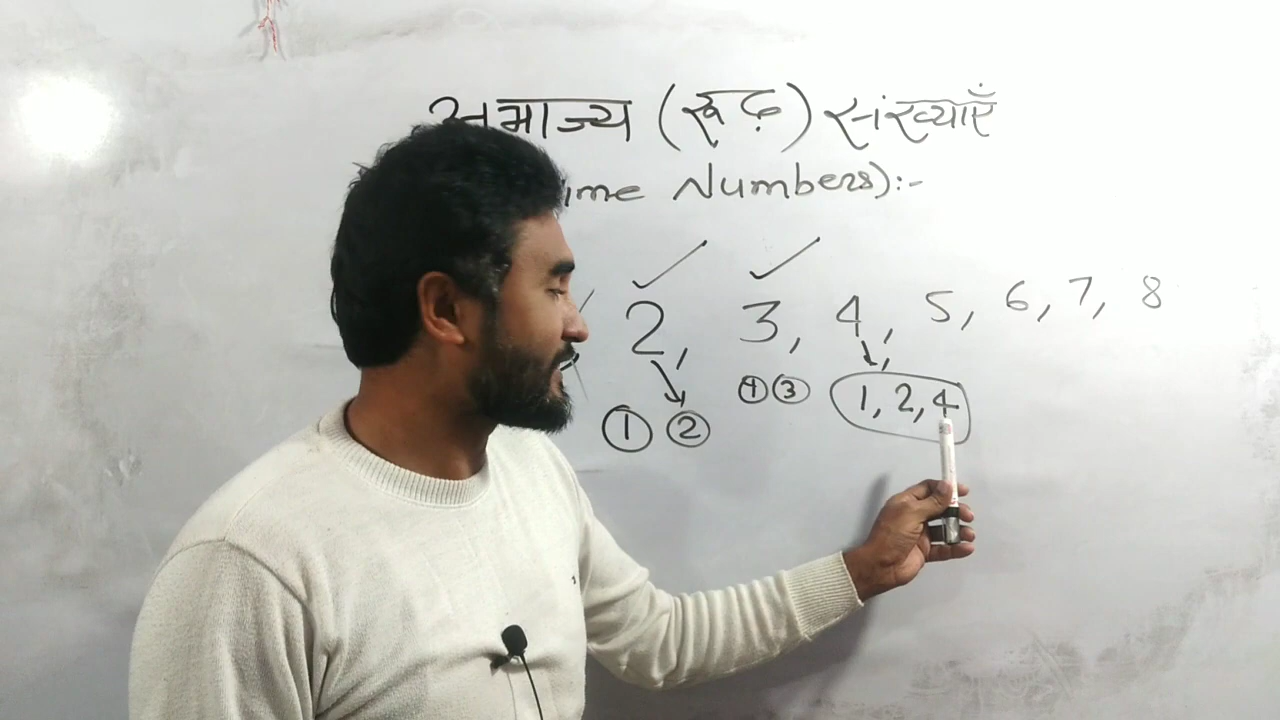 अभाज्य (रूढ़) संख्याएँ
ime Numbers):-
2, 3, 4, 5, 6, 7, 8
1 2 1 3 1, 2, 4